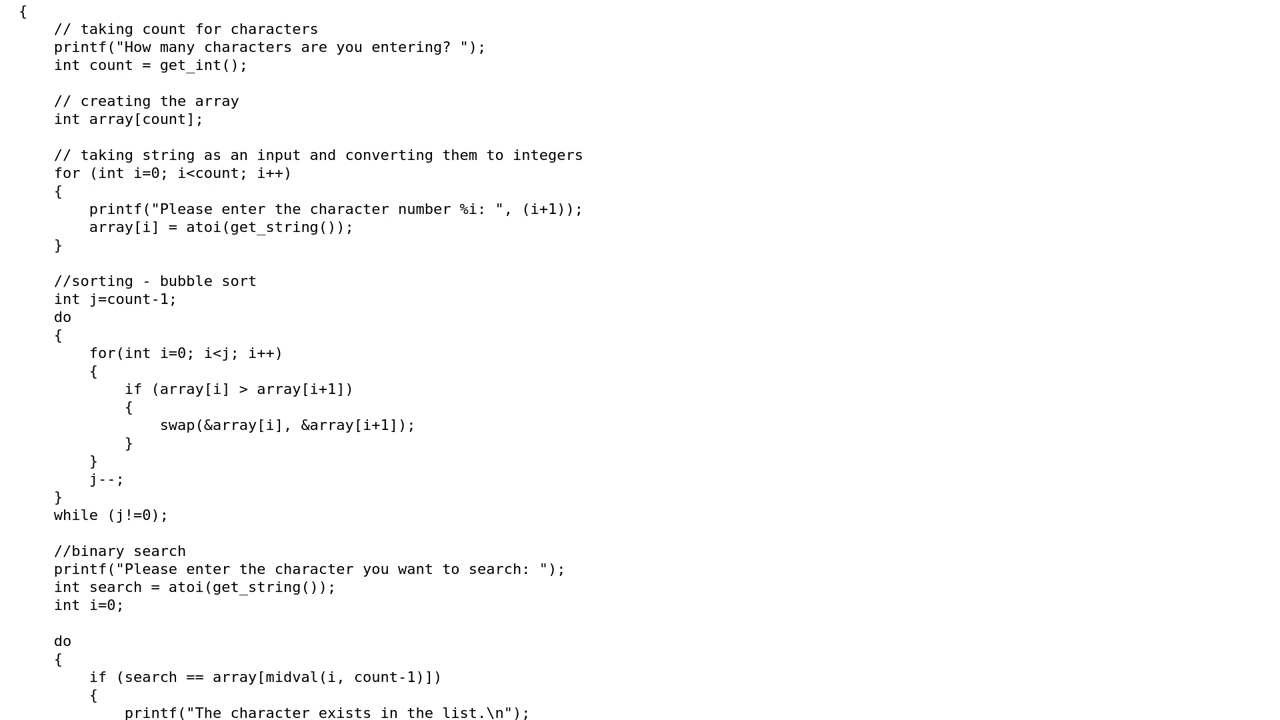 {
    // taking count for characters
    printf("How many characters are you entering? ");
    int count = get_int();

    // creating the array
    int array[count];

    // taking string as an input and converting them to integers
    for (int i=0; i<count; i++)
    {
        printf("Please enter the character number %i: ", (i+1));
        array[i] = atoi(get_string());
    }

    //sorting - bubble sort
    int j=count-1;
    do
    {
        for(int i=0; i<j; i++)
        {
            if (array[i] > array[i+1])
            {
                swap(&array[i], &array[i+1]);
            }
        }
        j--;
    }
    while (j!=0);

    //binary search
    printf("Please enter the character you want to search: ");
    int search = atoi(get_string());
    int i=0;

    do
    {
        if (search == array[midval(i, count-1)])
        {
            printf("The character exists in the list.\n");